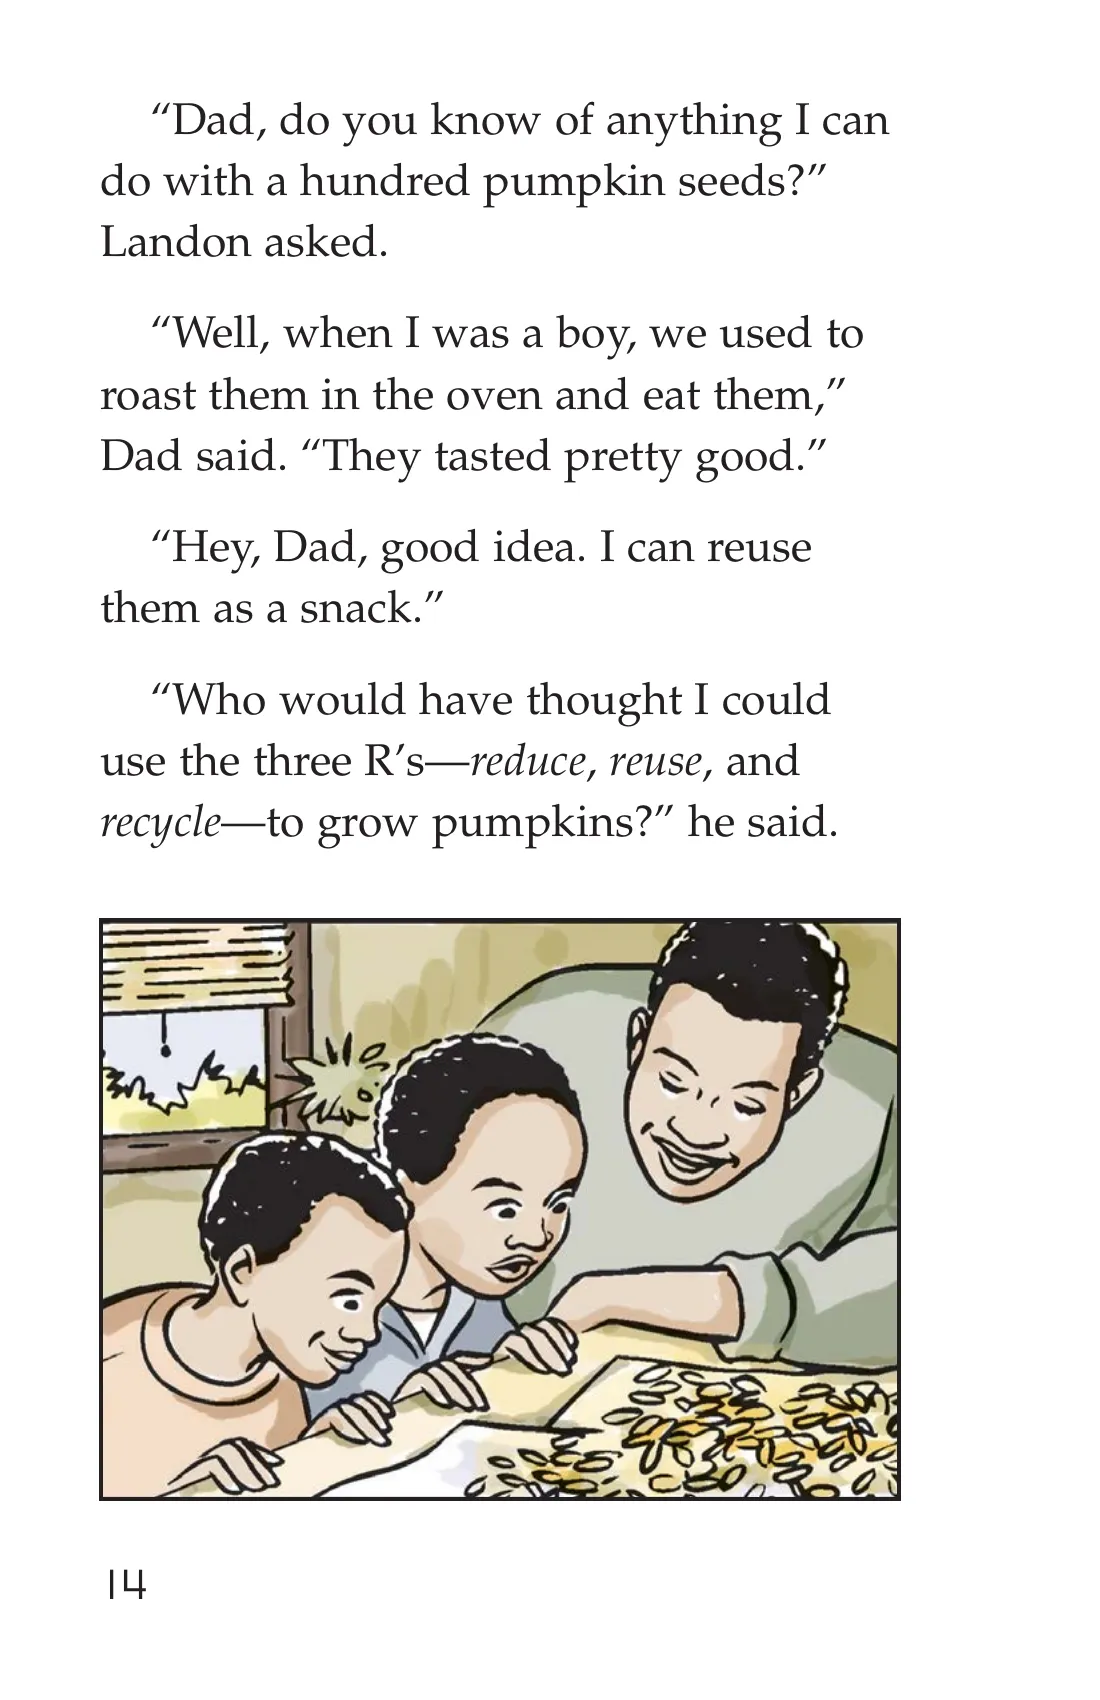 “Dad, do you know of anything I can
do with a hundred pumpkin seeds?”
Landon asked.
“Well, when I was a boy, we used to
roast them in the oven and eat them,”
Dad said. “They tasted pretty good.”
“Hey, Dad, good idea. I can reuse
them as a snack.”
“Who would have thought I could
use the three R’s—reduce, reuse, and
recycle—to grow pumpkins?” he said.
14